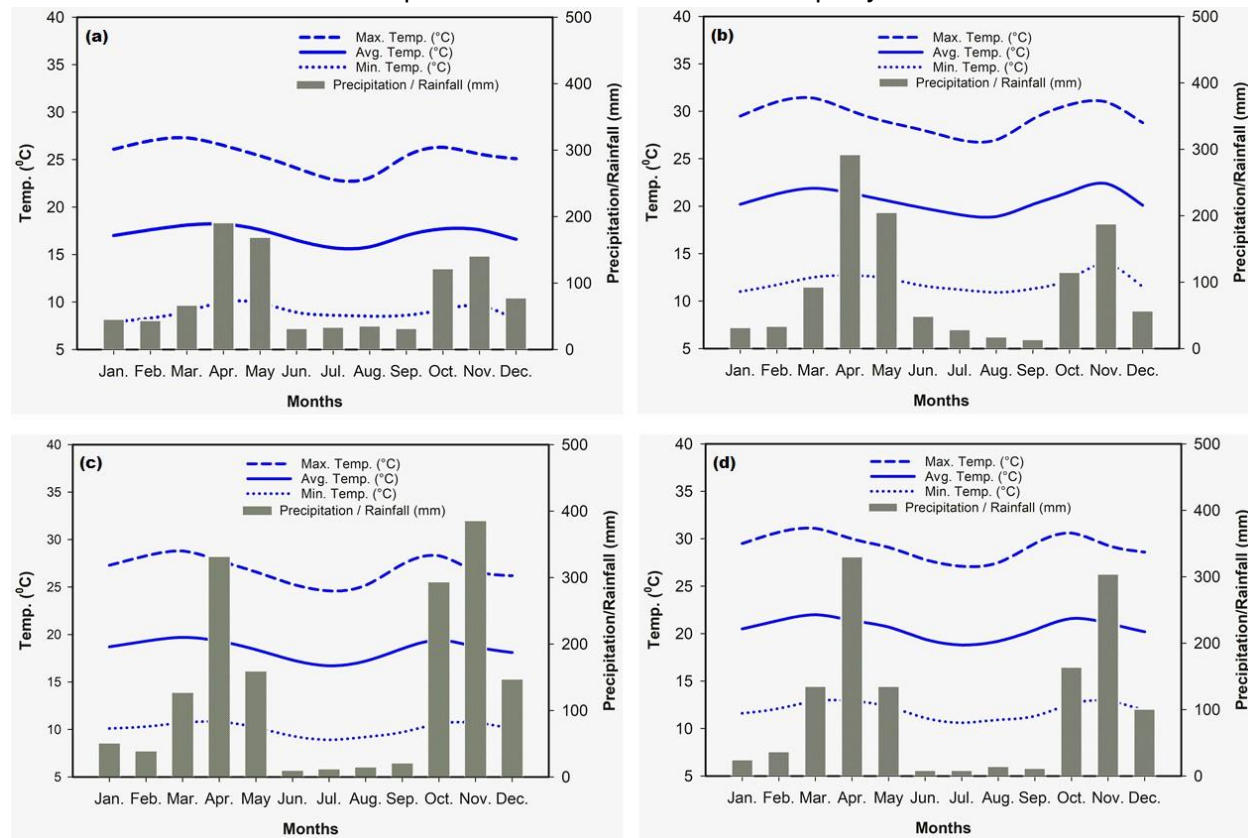 (a)
Max. Temp. (°C)
Avg. Temp. (°C)
Min. Temp. (°C)
Precipitation / Rainfall (mm)
40
35
30
25
20
15
10
5
500
400
300
200
100
0
Temp. (⁰C)
Precipitation/Rainfall (mm)
Jan. Feb. Mar. Apr. May Jun. Jul. Aug. Sep. Oct. Nov. Dec.
Months
(b)
Max. Temp. (°C)
Avg. Temp. (°C)
Min. Temp. (°C)
Precipitation / Rainfall (mm)
40
35
30
25
20
15
10
5
500
400
300
200
100
0
Temp. (⁰C)
Precipitation/Rainfall (mm)
Jan. Feb. Mar. Apr. May Jun. Jul. Aug. Sep. Oct. Nov. Dec.
Months
(c)
Max. Temp. (°C)
Avg. Temp. (°C)
Min. Temp. (°C)
Precipitation / Rainfall (mm)
40
35
30
25
20
15
10
5
500
400
300
200
100
0
Temp. (⁰C)
Precipitation/Rainfall (mm)
Jan. Feb. Mar. Apr. May Jun. Jul. Aug. Sep. Oct. Nov. Dec.
Months
(d)
Max. Temp. (°C)
Avg. Temp. (°C)
Min. Temp. (°C)
Precipitation / Rainfall (mm)
40
35
30
25
20
15
10
5
500
400
300
200
100
0
Temp. (⁰C)
Precipitation/Rainfall (mm)
Jan. Feb. Mar. Apr. May Jun. Jul. Aug. Sep. Oct. Nov. Dec.
Months